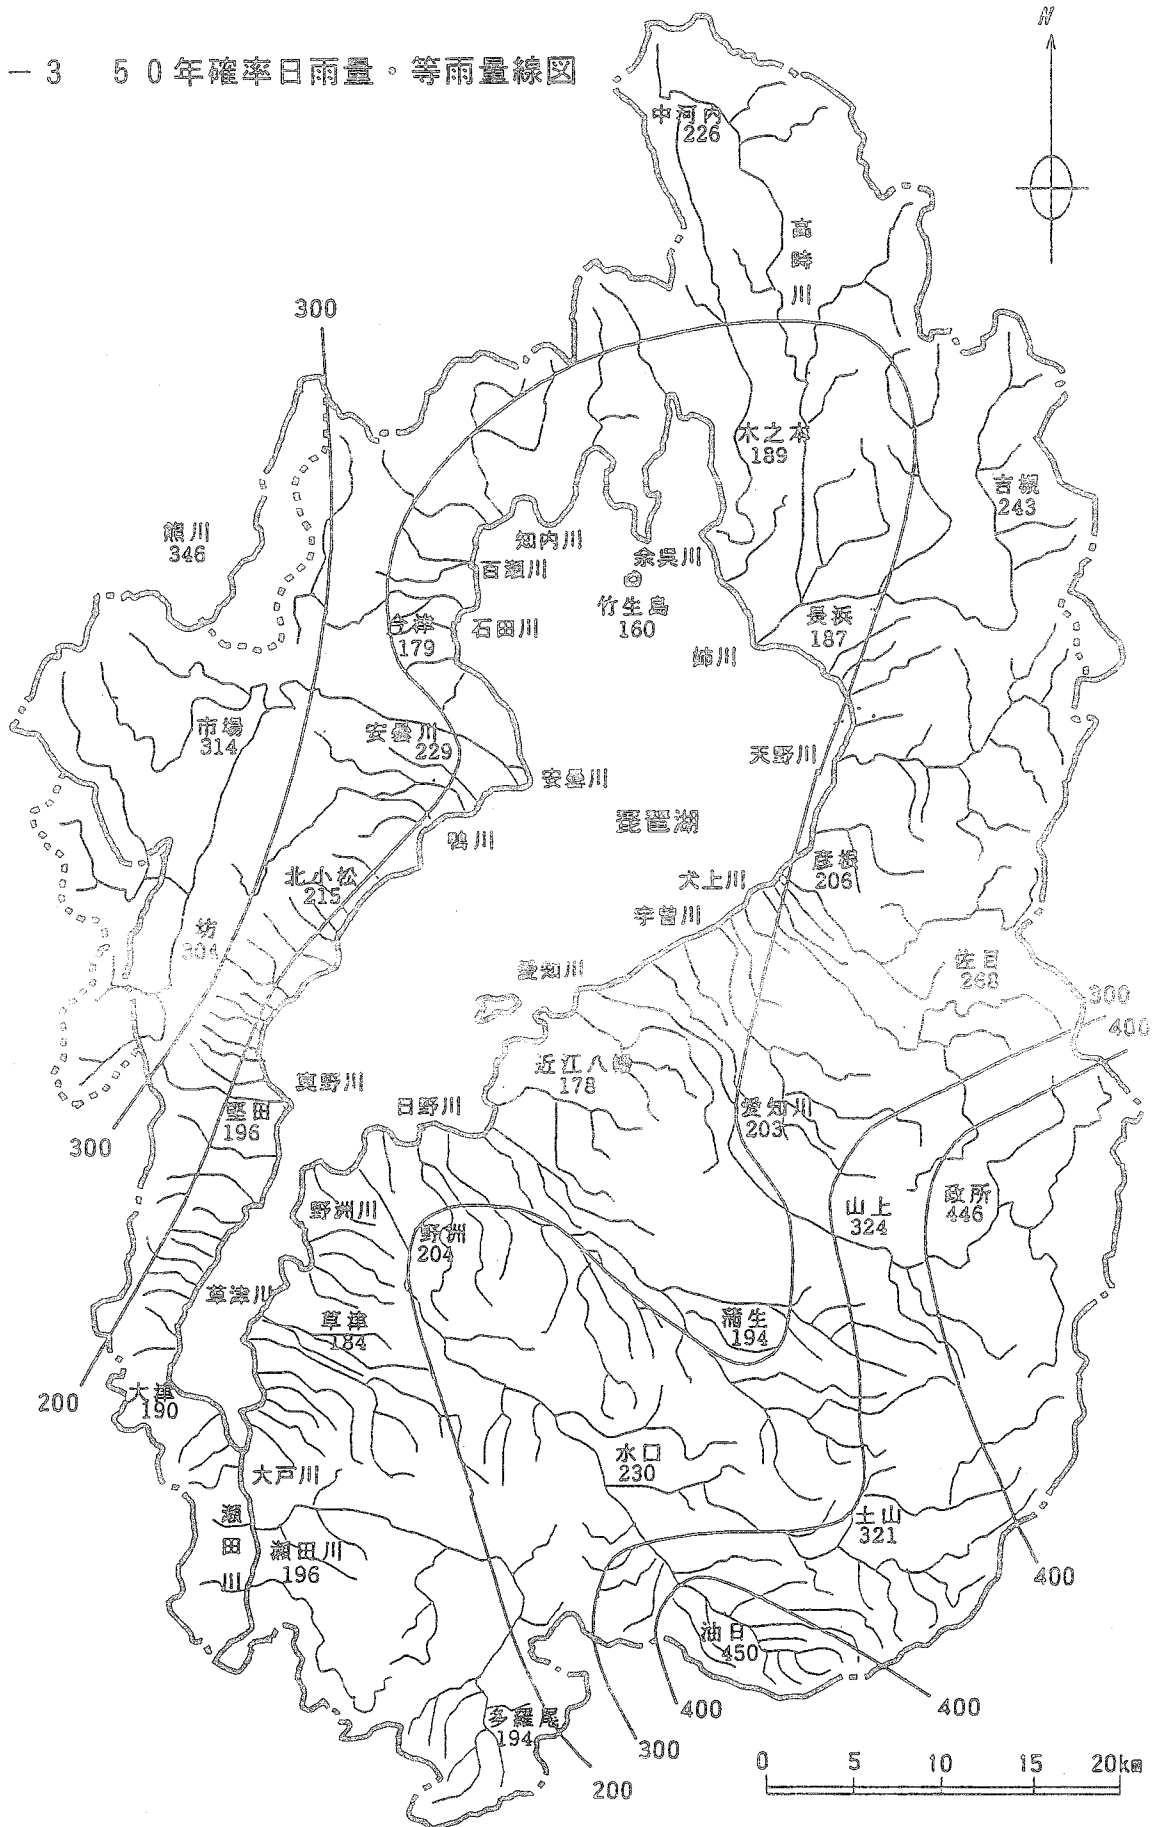 －3　50年確率日雨量・等雨量線図
N
中河内
226
高時川
300
木之本
189
吉槻
243
熊川
346
知内川
余呉川
百瀬川
竹生島
160
今津
179
石田川
長浜
187
姉川
市場
314
安曇川
229
天野川
安曇川
琵琶湖
鴨川
彦根
206
北小松
215
犬上川
宇曽川
坊
304
愛知川
佐目
268
300
400
近江八幡
178
真野川
日野川
愛知川
203
堅田
196
300
政所
446
山上
324
野洲川
野洲
204
草津川
草津
184
蒲生
194
大津
190
200
水口
230
大戸川
瀬田川
土山
321
瀬田川
196
400
油日
450
400
400
多羅尾
194
300
200
0 5 10 15 20km